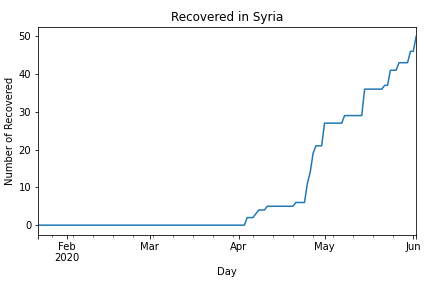 Recovered in Syria
Number of Recovered
50
40
30
20
10
0
Feb
2020
Mar
Apr
May
Jun
Day